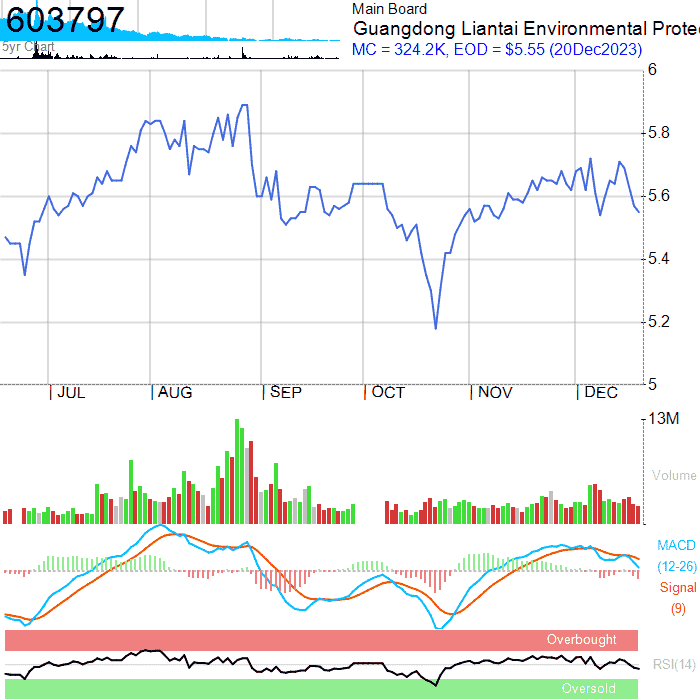 603797
5yr Chart
Main Board
Guangdong Liantai Environmental Prote
MC = 324.2K, EOD = $5.55 (20Dec2023)
6
5.8
5.6
5.4
5.2
5
JUL AUG SEP OCT NOV DEC
13M
Volume
MACD
(12-26)
Signal
(9)
Overbought
RSI(14)
Oversold